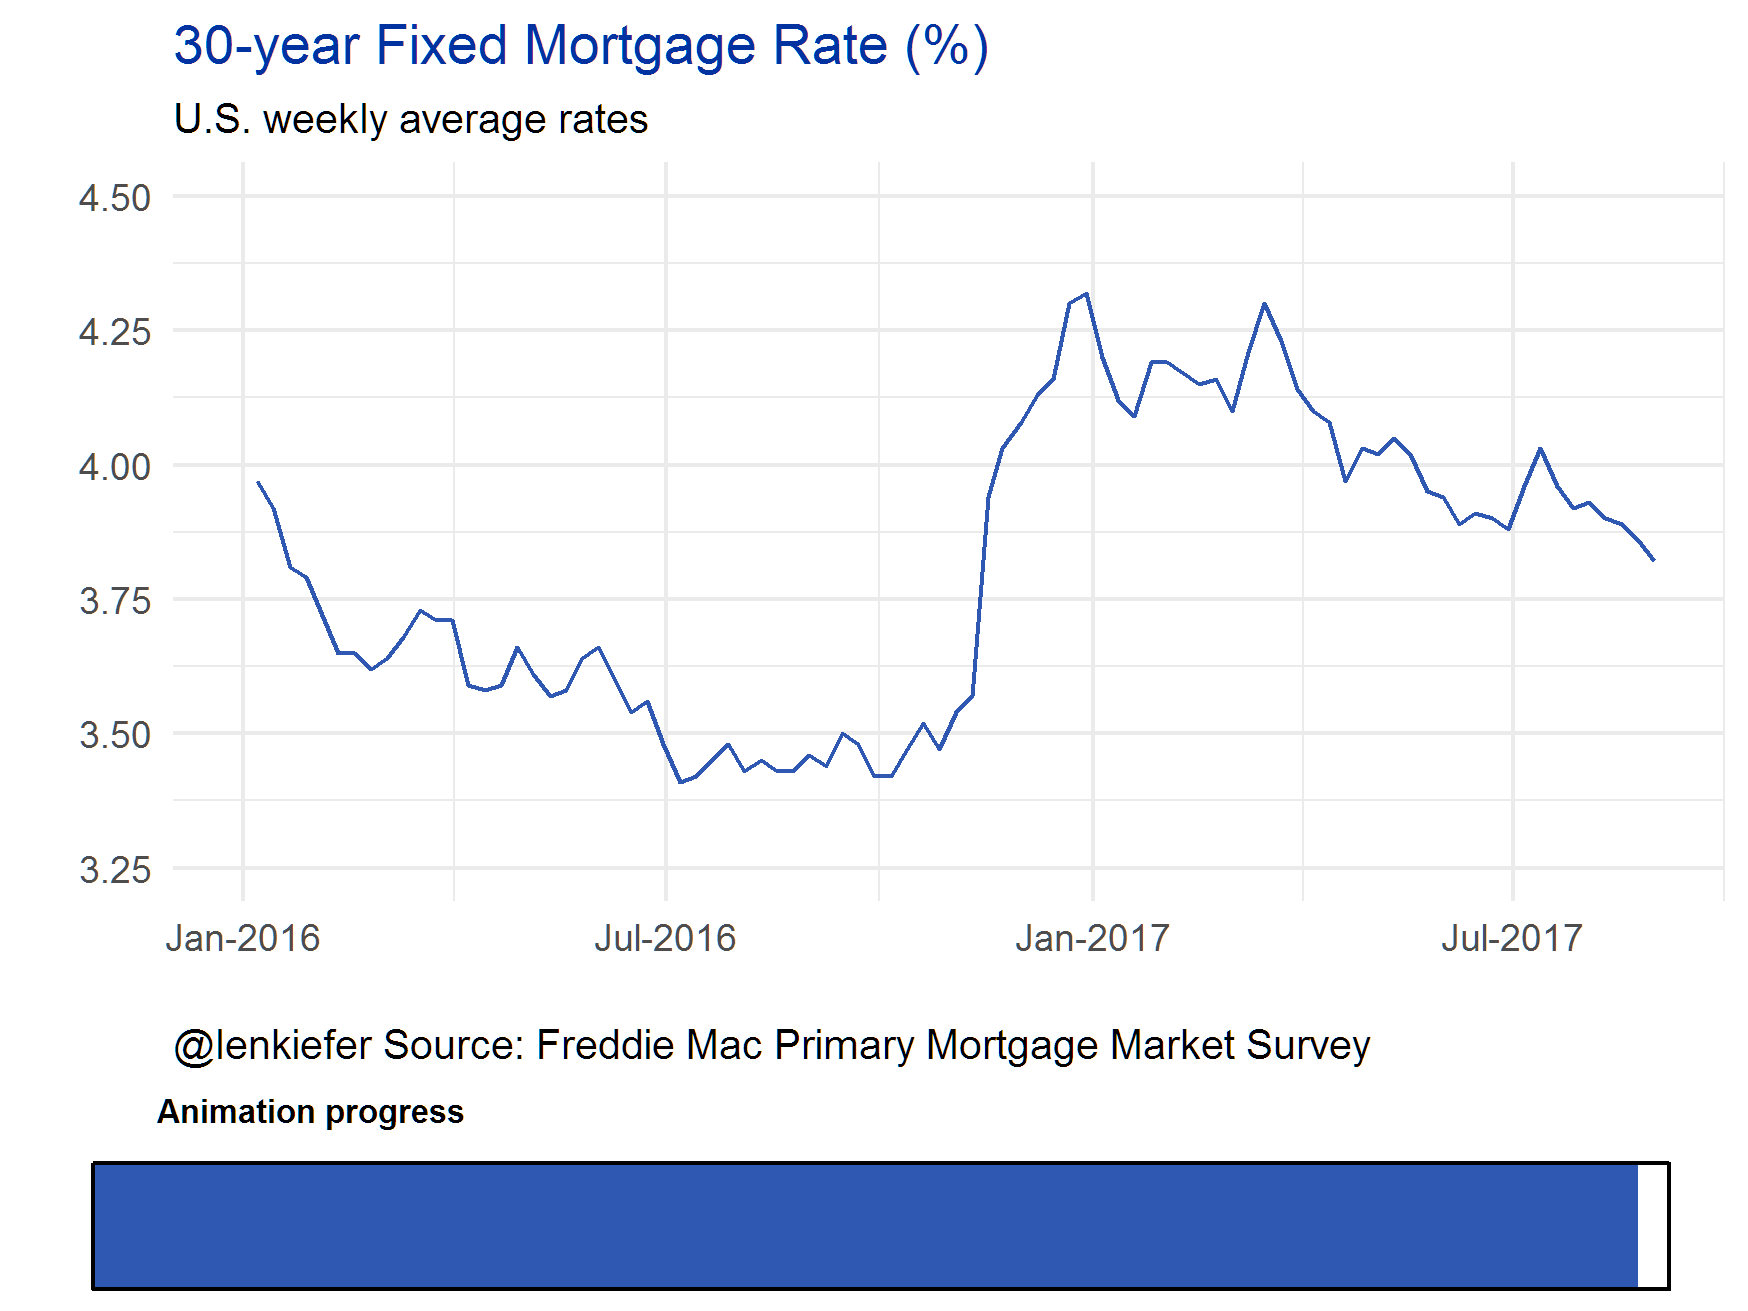 30-year Fixed Mortgage Rate (%)
U.S. weekly average rates
4.50
4.25
4.00
3.75
3.50
3.25
Jan-2016 Jul-2016 Jan-2017 Jul-2017
@lenkiefer Source: Freddie Mac Primary Mortgage Market Survey
Animation progress